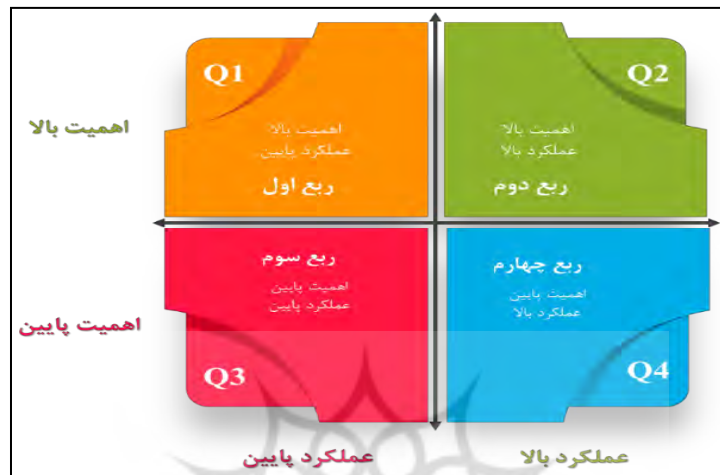 Q1
Q2
اهمیت بالا
اهمیت بالا
عملکرد پایین
ربع اول
اهمیت بالا
عملکرد بالا
ربع دوم
ربع سوم
اهمیت پایین
عملکرد پایین
ربع چهارم
اهمیت پایین
عملکرد بالا
اهمیت پایین
Q3
Q4
عملکرد پایین
عملکرد بالا